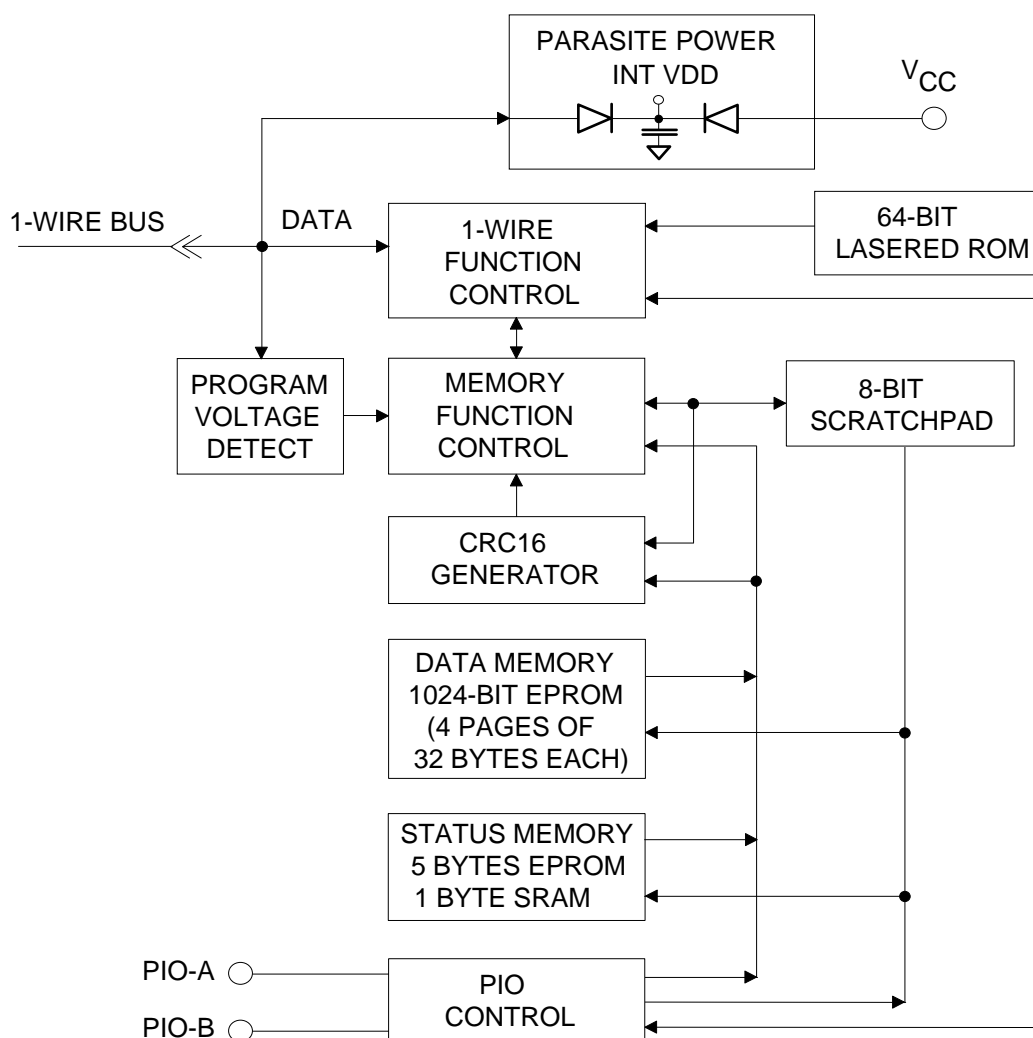 PARASITE POWER
INT VDD
VCC
1-WIRE BUS
DATA
1-WIRE
FUNCTION
CONTROL
64-BIT
LASERED ROM
PROGRAM
VOLTAGE
DETECT
MEMORY
FUNCTION
CONTROL
8-BIT
SCRATCHPAD
CRC16
GENERATOR
DATA MEMORY
1024-BIT EPROM
(4 PAGES OF
32 BYTES EACH)
STATUS MEMORY
5 BYTES EPROM
1 BYTE SRAM
PIO-A
PIO
CONTROL
PIO-B